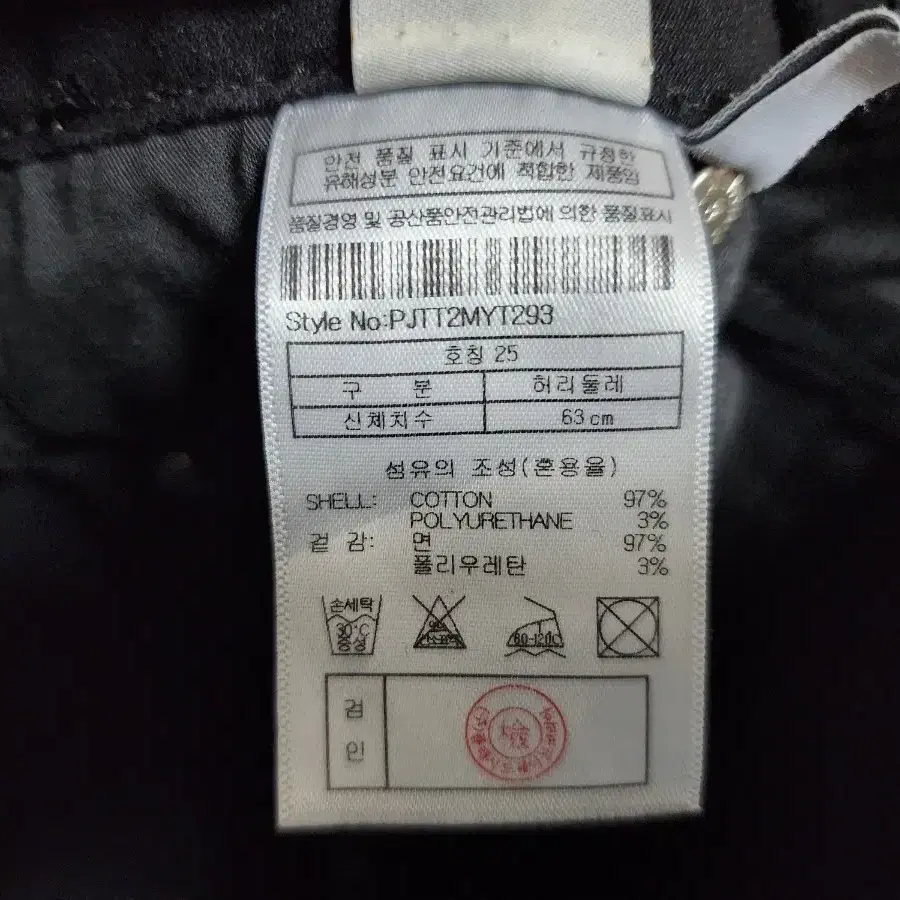 안전 품질 표시 기준에서 규정한
유해성분 안전요건에 적합한 제품임
품질경영 및 공산품안전관리법에 의한 품질표시
Style No:PJTT2MYT293
호칭 25
구 분 허리둘레
신체치수 63 cm
섬유의 조성(혼용율)
SHELL: COTTON 97%
POLYURETHANE 3%
겉 감: 면 97%
폴리우레탄 3%
손세탁
30°C
중성
60-120°C
검
인